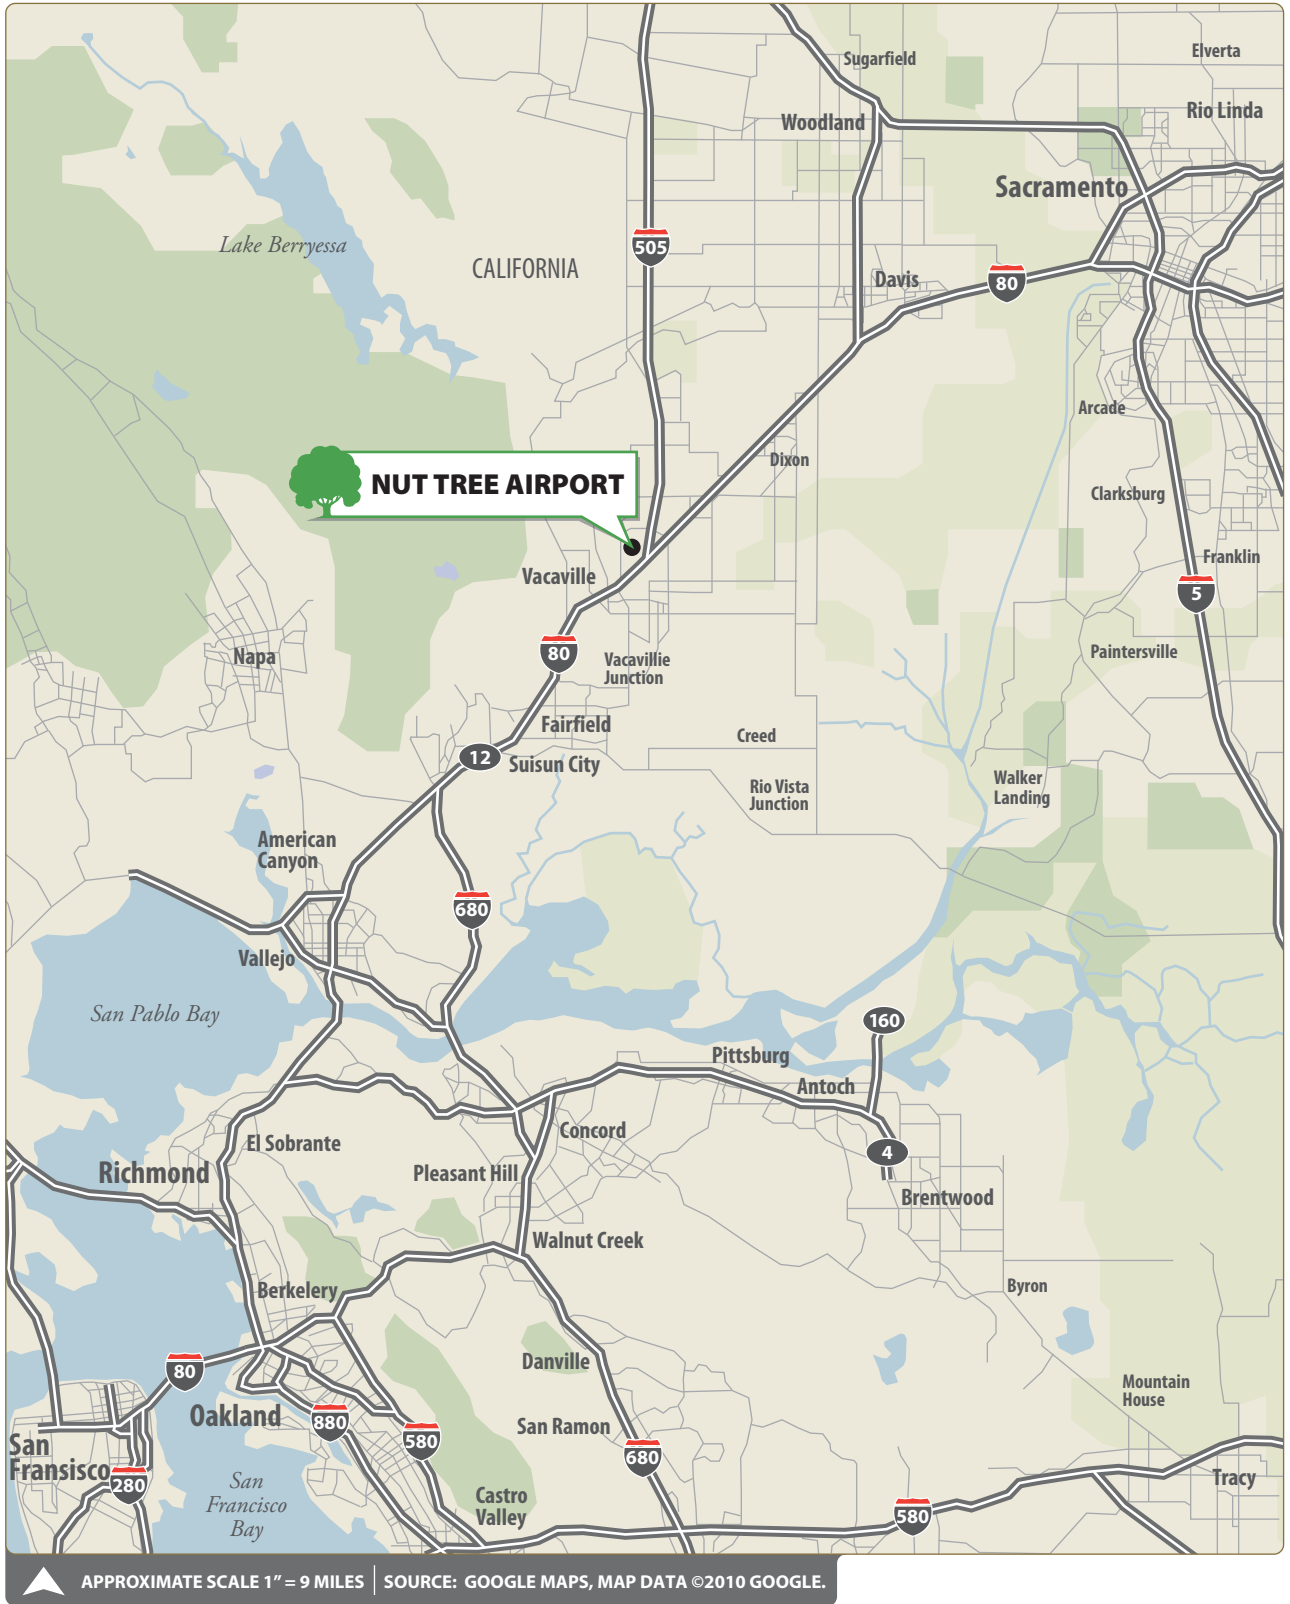 Sugarfield
Elverta
Woodland
Rio Linda
Sacramento
Lake Berryessa
505
CALIFORNIA
Davis
80
Arcade
Dixon
NUT TREE AIRPORT
Clarksburg
Franklin
Vacaville
5
80
Napa
Vacavillie
Junction
Paintersville
Fairfield
Creed
12
Suisun City
Rio Vista
Junction
Walker
Landing
American
Canyon
680
Vallejo
San Pablo Bay
160
Pittsburg
Antoch
Concord
El Sobrante
4
Richmond
Pleasant Hill
Brentwood
Walnut Creek
Berkelery
Byron
Danville
80
Mountain
House
Oakland
880
San Ramon
580
San
Fransisco
680
280
Tracy
San
Francisco
Bay
Castro
Valley
580
APPROXIMATE SCALE 1” = 9 MILES
SOURCE: GOOGLE MAPS, MAP DATA ©2010 GOOGLE.